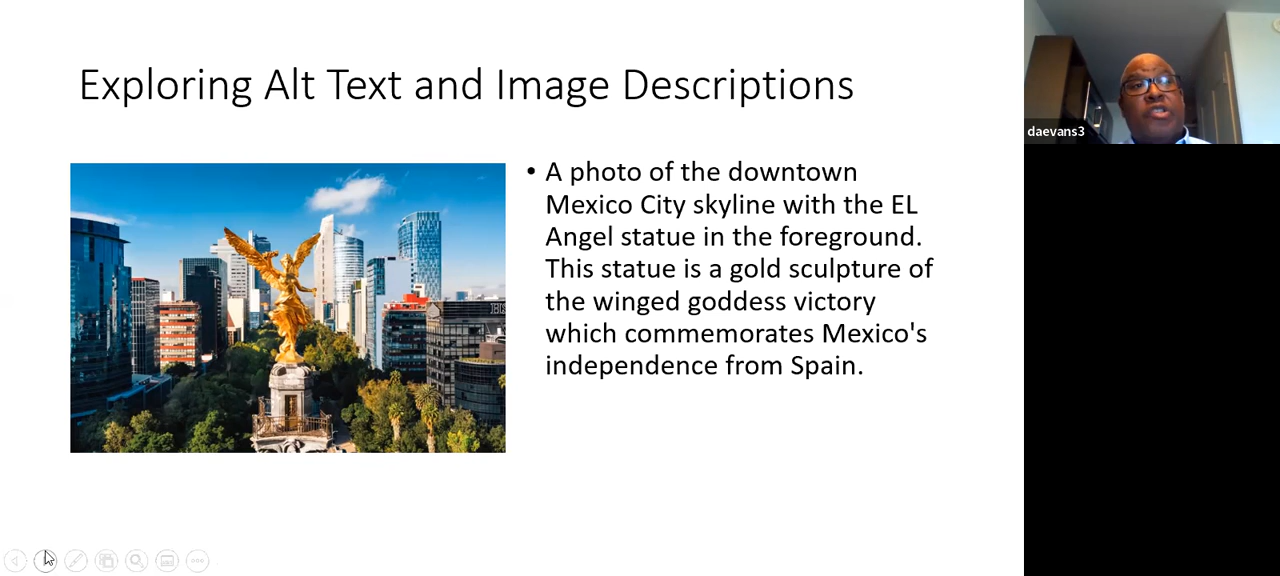 Exploring Alt Text and Image Descriptions
• A photo of the downtown
Mexico City skyline with the EL
Angel statue in the foreground.
This statue is a gold sculpture of
the winged goddess victory
which commemorates Mexico's
independence from Spain.
daevans3